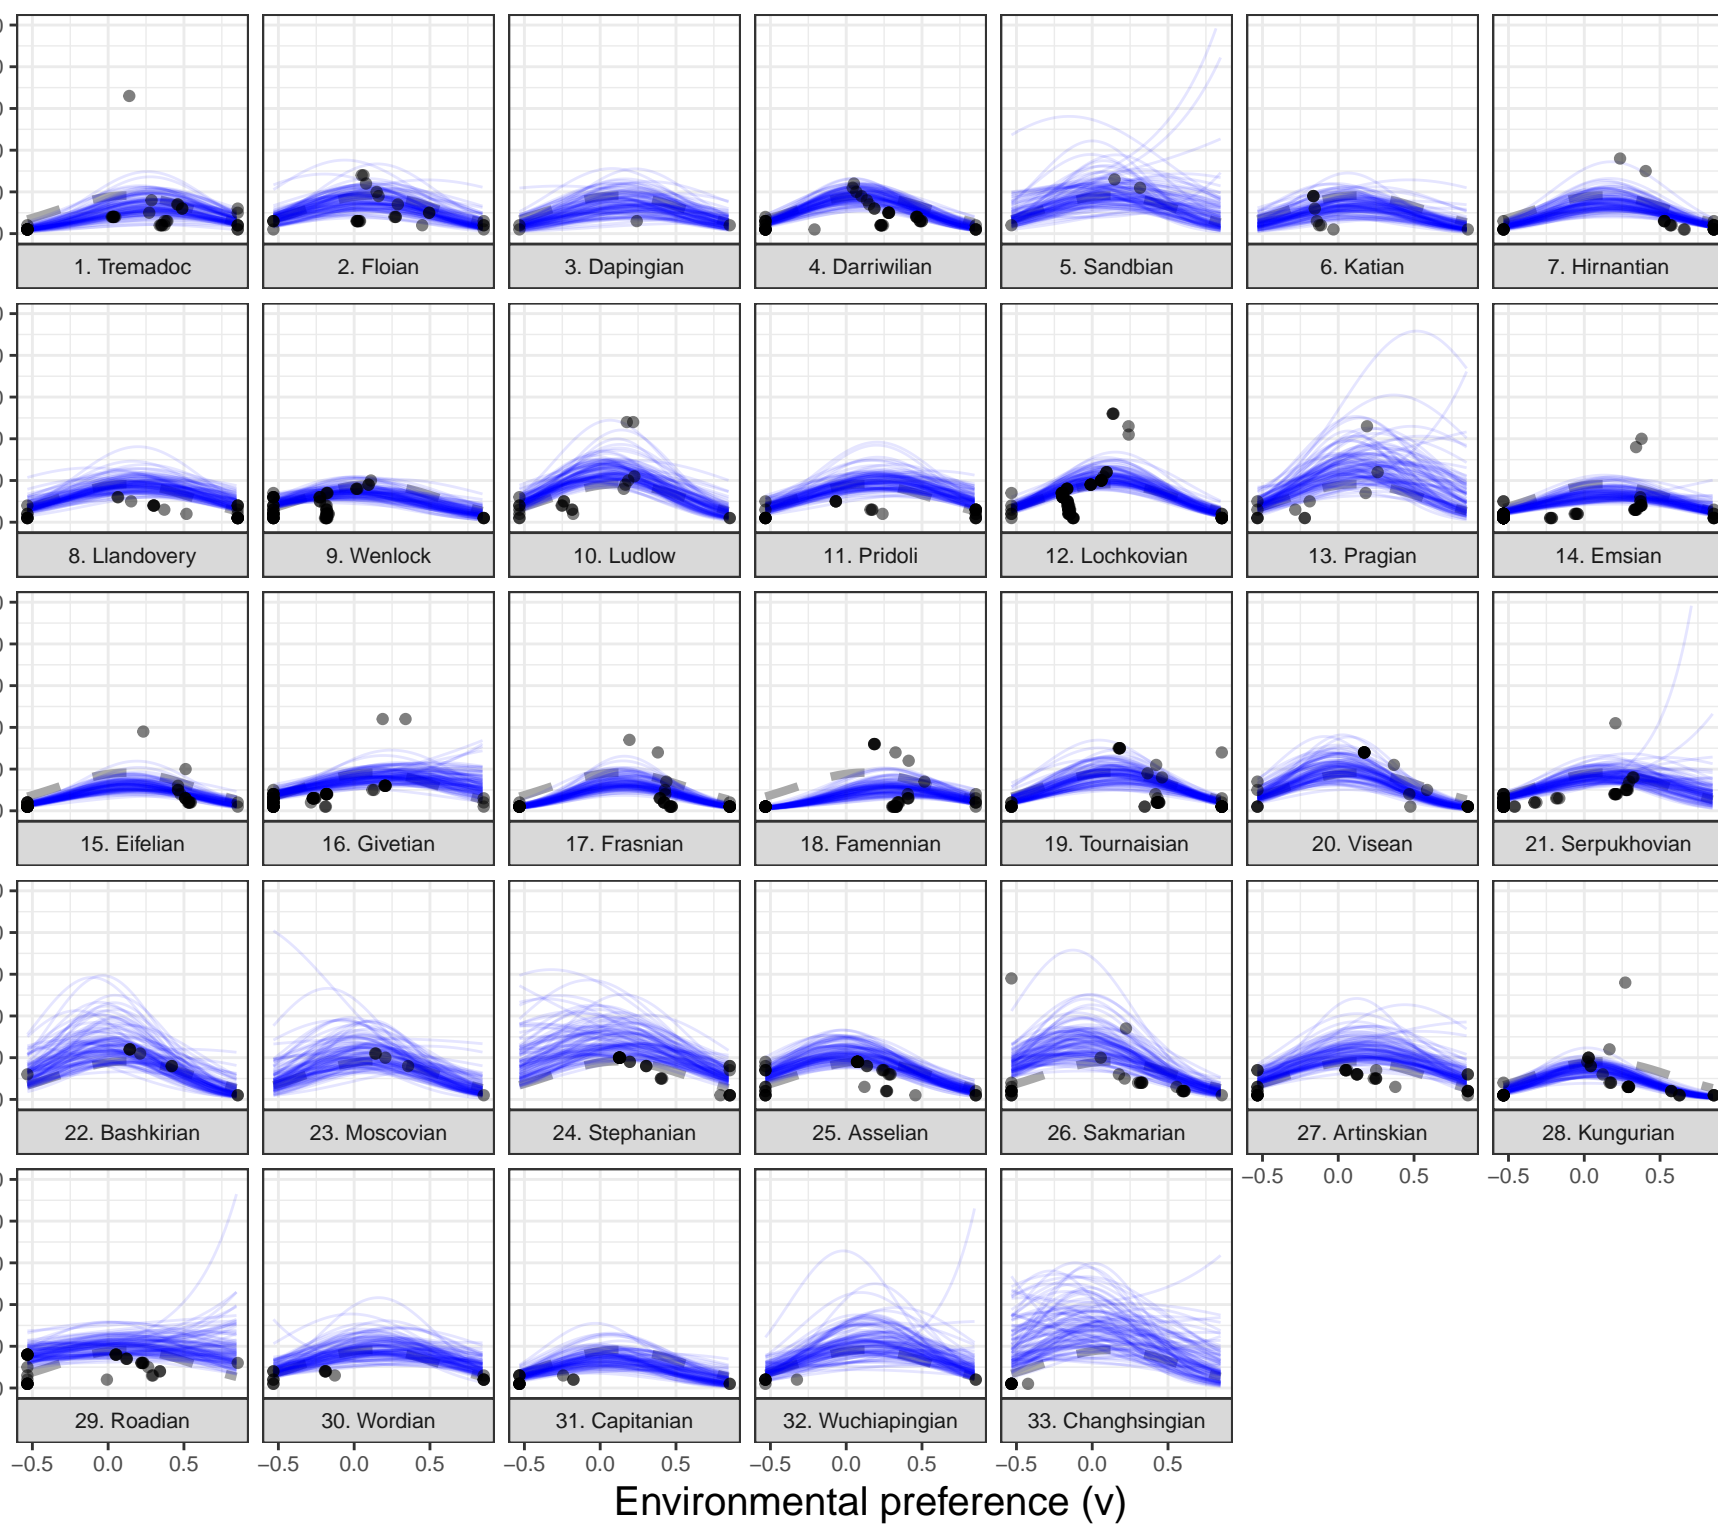 1. Tremadoc
2. Floian
3. Dapingian
4. Darriwilian
5. Sandbian
6. Katian
7. Hirnantian
8. Llandovery
9. Wenlock
10. Ludlow
11. Pridoli
12. Lochkovian
13. Pragian
14. Emsian
15. Eifelian
16. Givetian
17. Frasnian
18. Famennian
19. Tournaisian
20. Visean
21. Serpukhovian
22. Bashkirian
23. Moscovian
24. Stephanian
25. Asselian
26. Sakmarian
27. Artinskian
28. Kungurian
−0.5 0.0 0.5
−0.5 0.0 0.5
29. Roadian
30. Wordian
31. Capitanian
32. Wuchiapingian
33. Changhsingian
−0.5 0.0 0.5
−0.5 0.0 0.5
−0.5 0.0 0.5
−0.5 0.0 0.5
−0.5 0.0 0.5
Environmental preference (v)